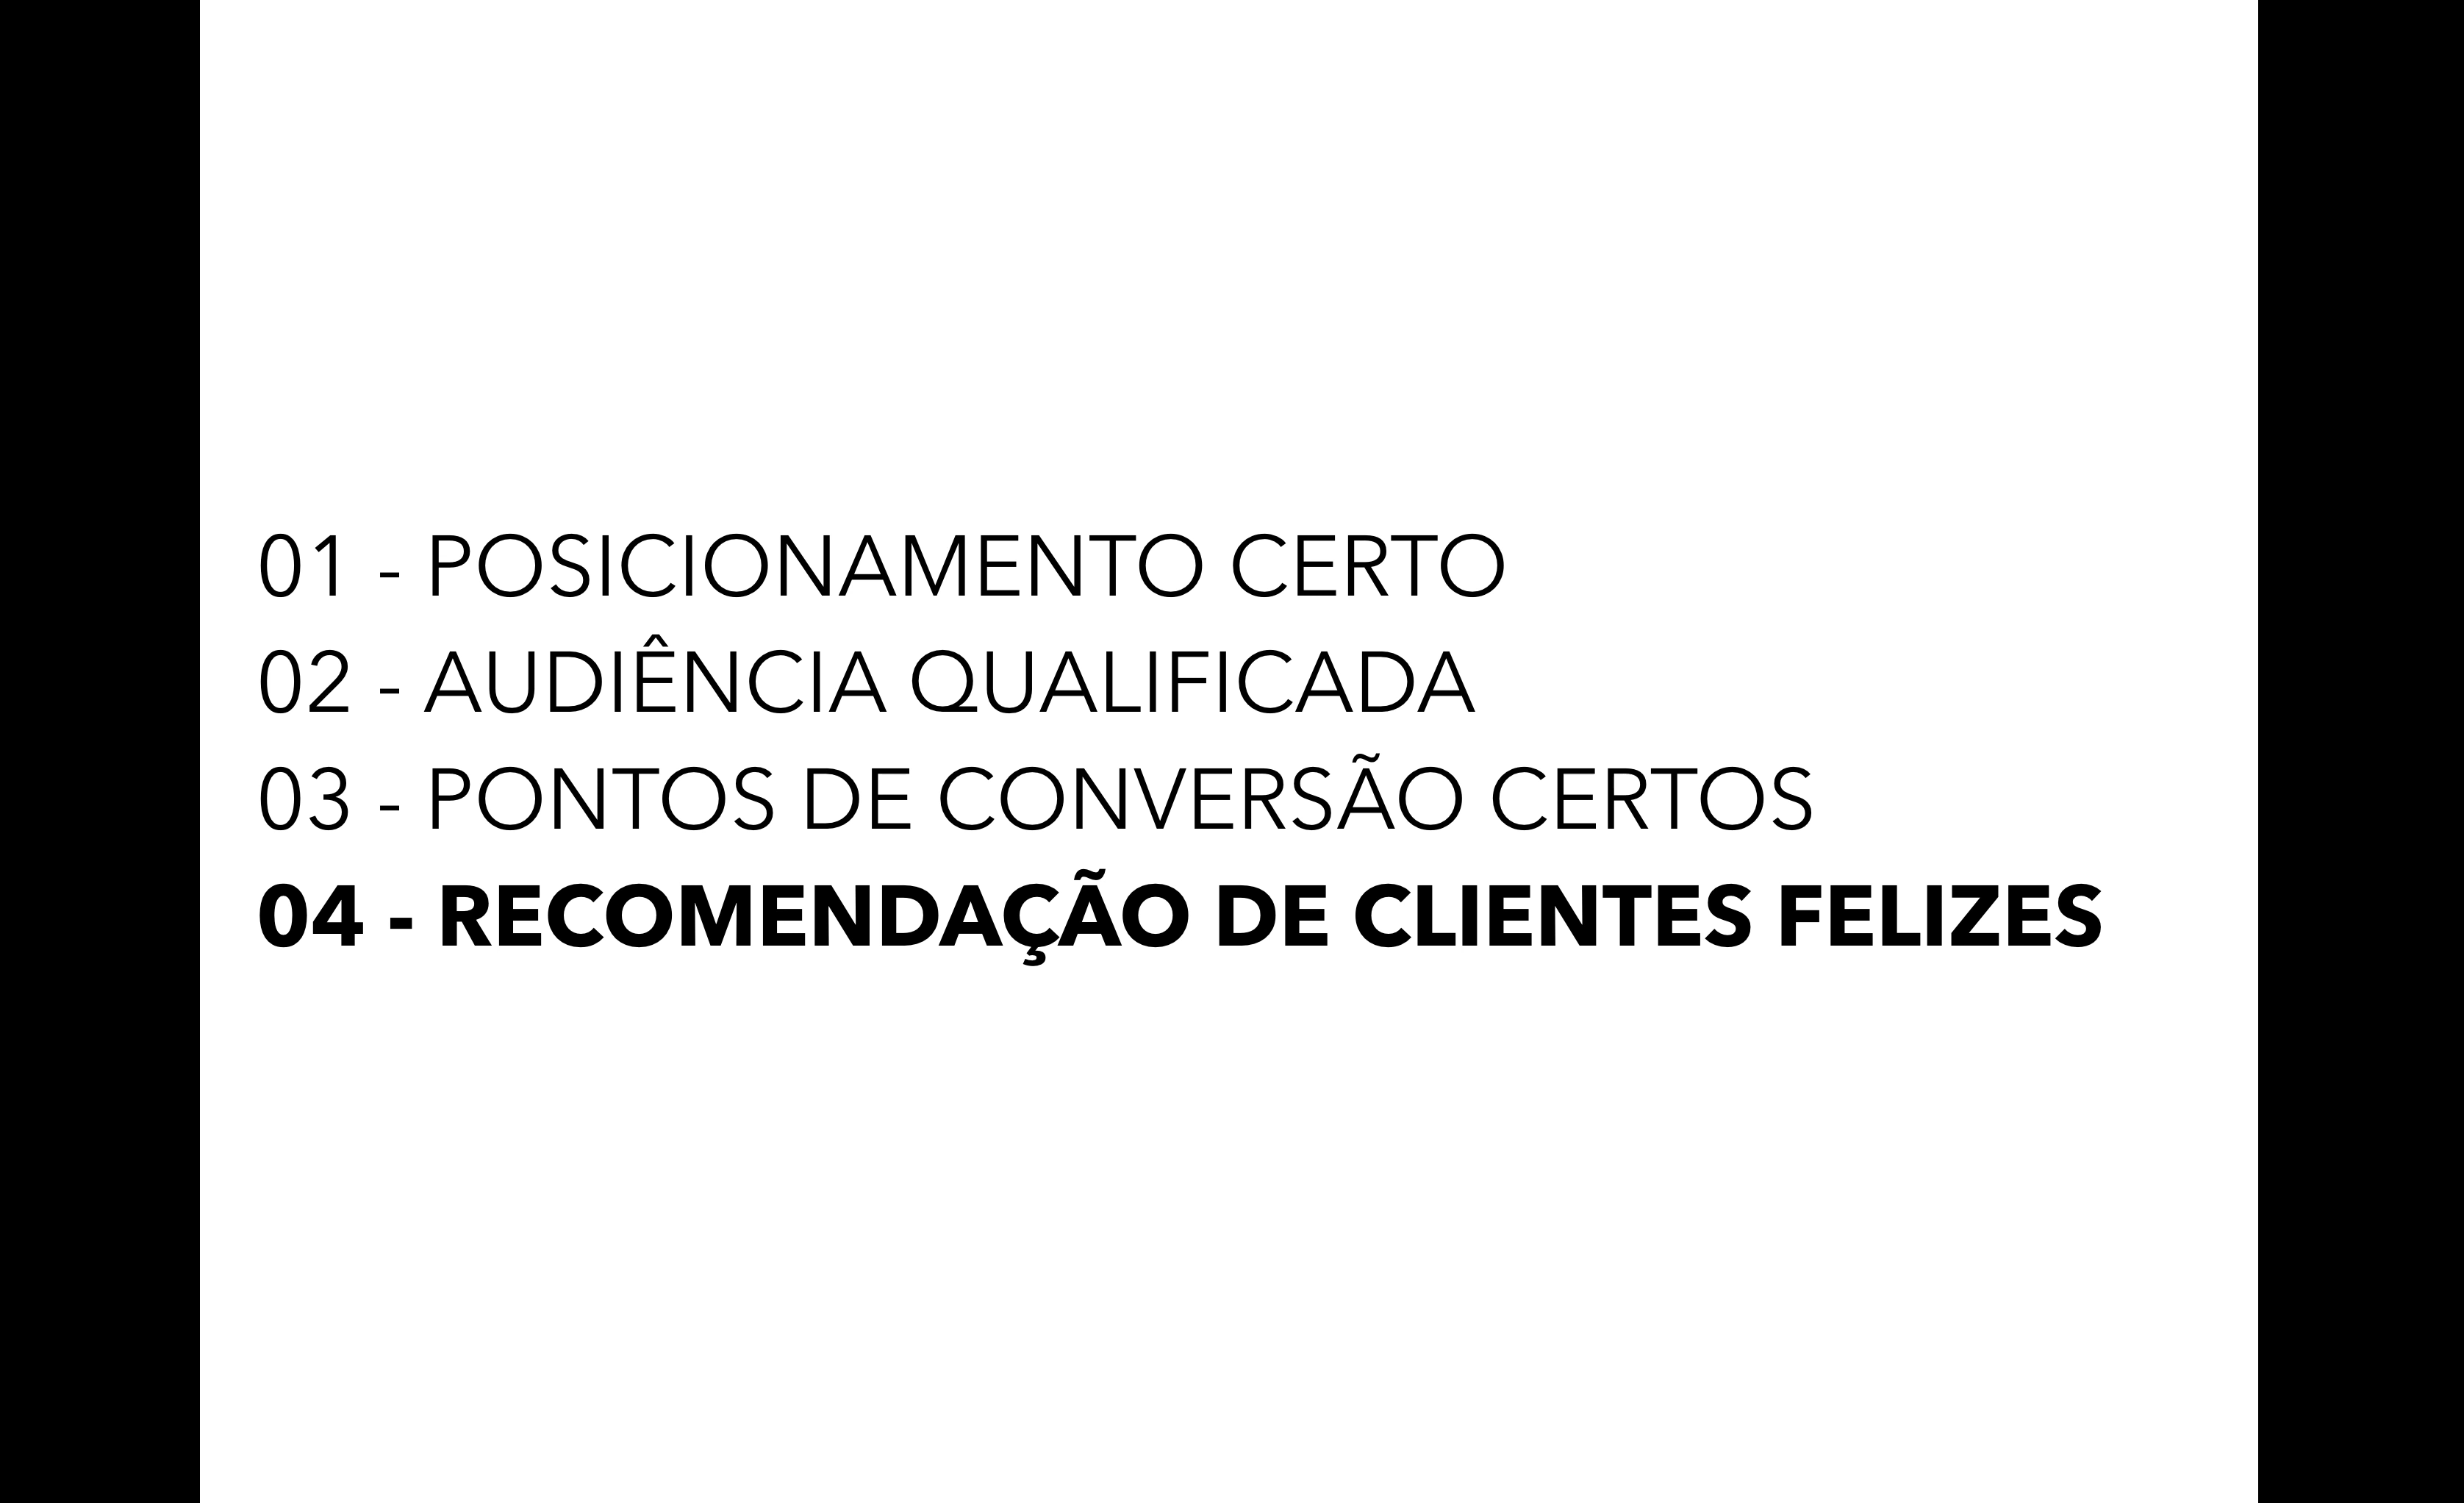 01 - POSICIONAMENTO CERTO
02 - AUDIÊNCIA QUALIFICADA
03 - PONTOS DE CONVERSÃO CERTOS
04 - RECOMENDAÇÃO DE CLIENTES FELIZES